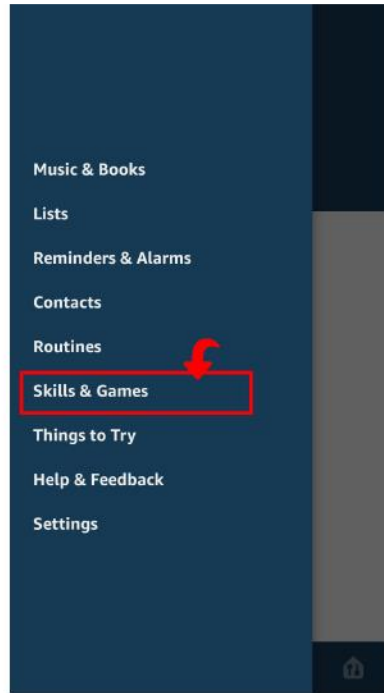 Music & Books
Lists
Reminders & Alarms
Contacts
Routines
Skills & Games
Things to Try
Help & Feedback
Settings